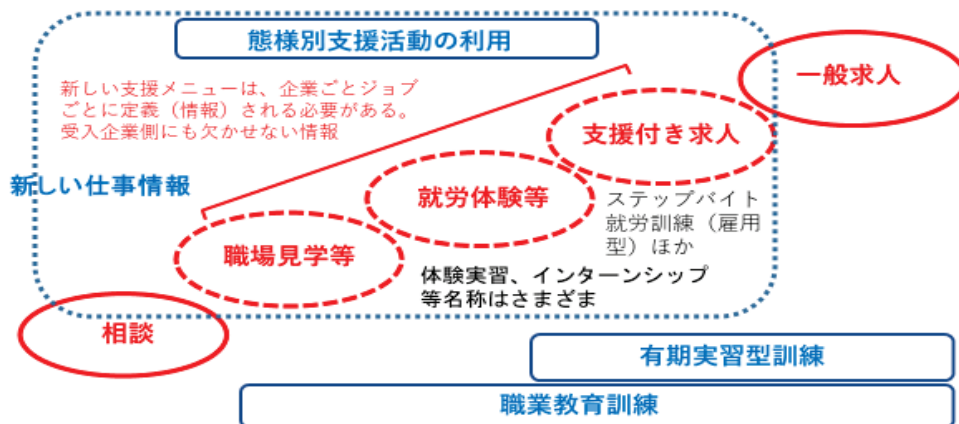 態様別支援活動の利用
一般求人
新しい支援メニューは、企業ごとジョブ
ごとに定義（情報）される必要がある。
受入企業側にも欠かせない情報
支援付き求人
新しい仕事情報
就労体験等
ステップバイト
就労訓練（雇用
型）ほか
職場見学等
体験実習、インターンシップ
等名称はさまざま
相談
有期実習型訓練
職業教育訓練